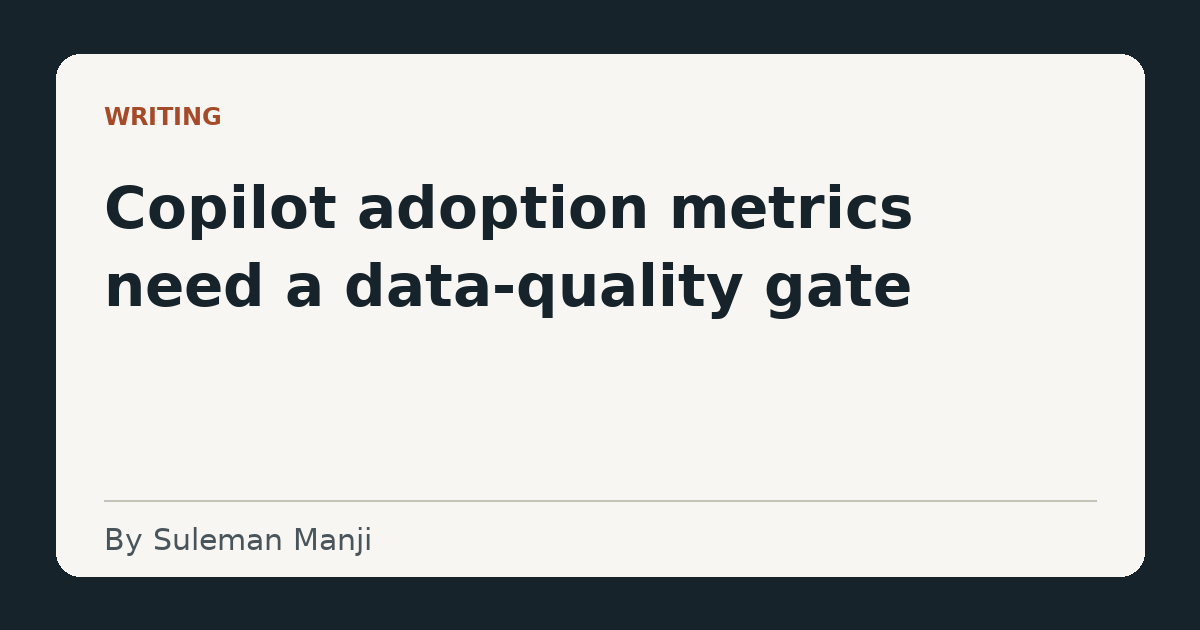 WRITING
Copilot adoption metrics
need a data-quality gate
By Suleman Manji